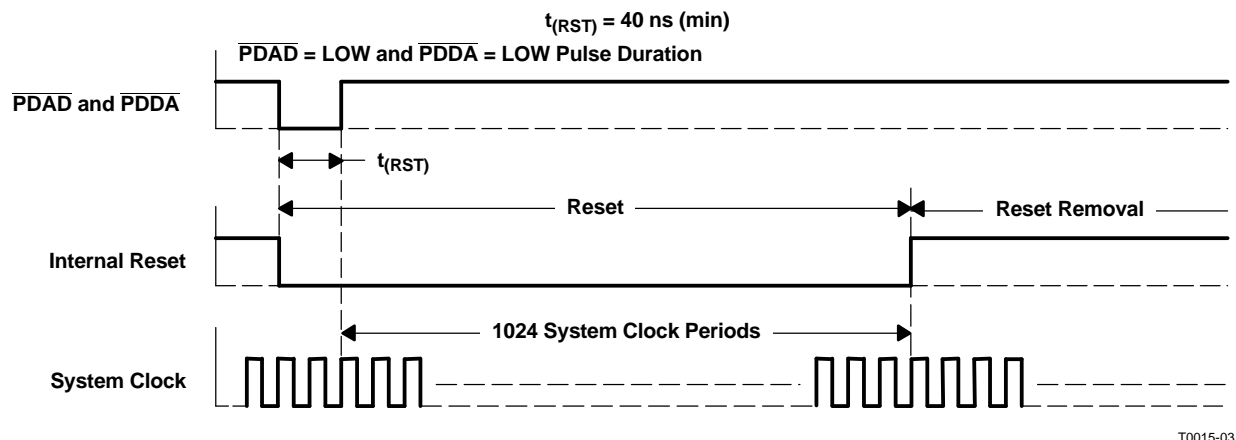 t(RST) = 40 ns (min)
PDAD = LOW and PDDA = LOW Pulse Duration
PDAD and PDDA
t(RST)
Reset
Reset Removal
Internal Reset
1024 System Clock Periods
System Clock
T0015-03